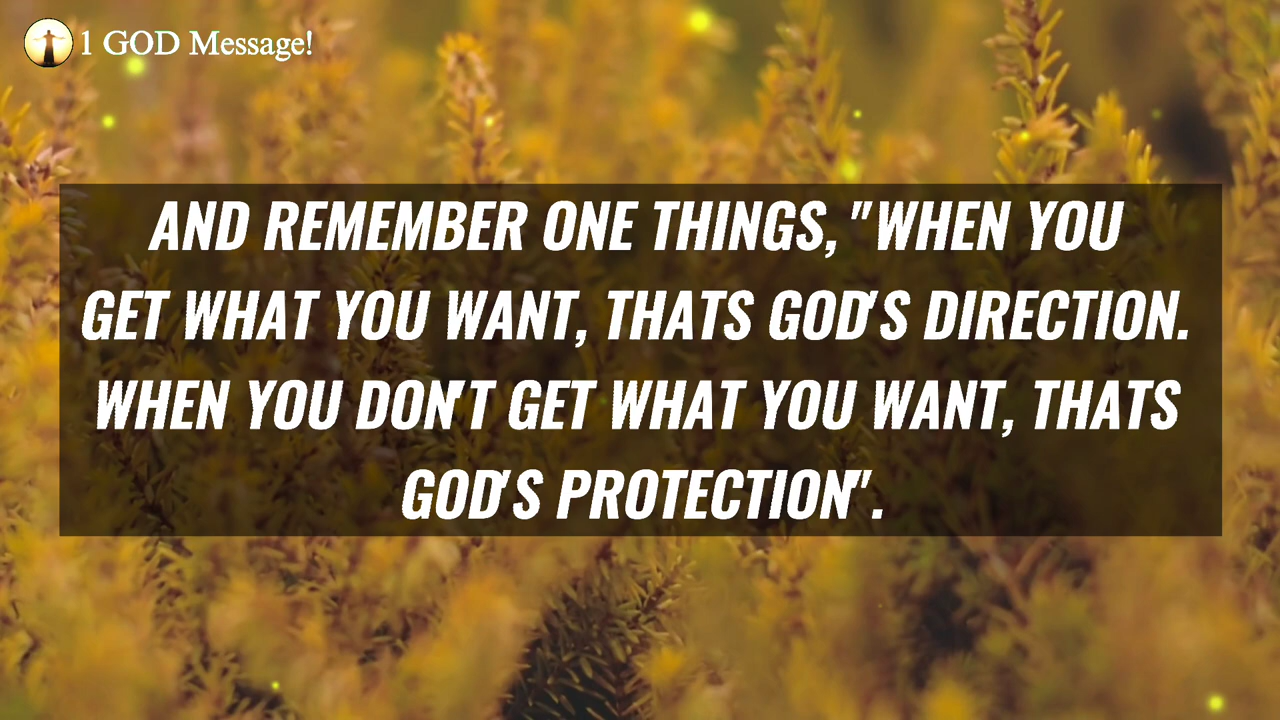 1 GOD Message!
AND REMEMBER ONE THINGS, "WHEN YOU
GET WHAT YOU WANT, THATS GOD'S DIRECTION.
WHEN YOU DON'T GET WHAT YOU WANT, THATS
GOD'S PROTECTION".